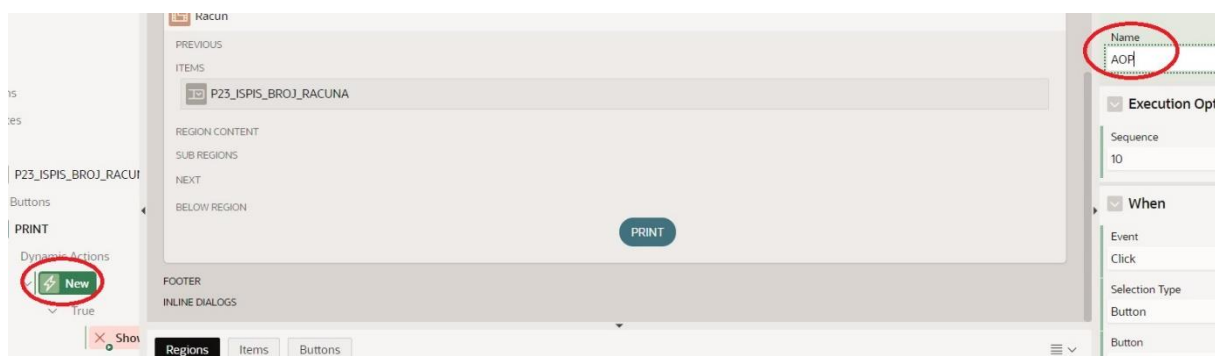 P23_ISPIS_BROJ_RACUI
Buttons
PRINT
Dynamic Actions
New
True
Show
Racun
PREVIOUS
ITEMS
P23_ISPIS_BROJ_RACUNA
REGION CONTENT
SUB REGIONS
NEXT
BELOW REGION
PRINT
FOOTER
INLINE DIALOGS
Regions Items Buttons
Name
AOP
Execution Opt
Sequence
10
When
Event
Click
Selection Type
Button
Button